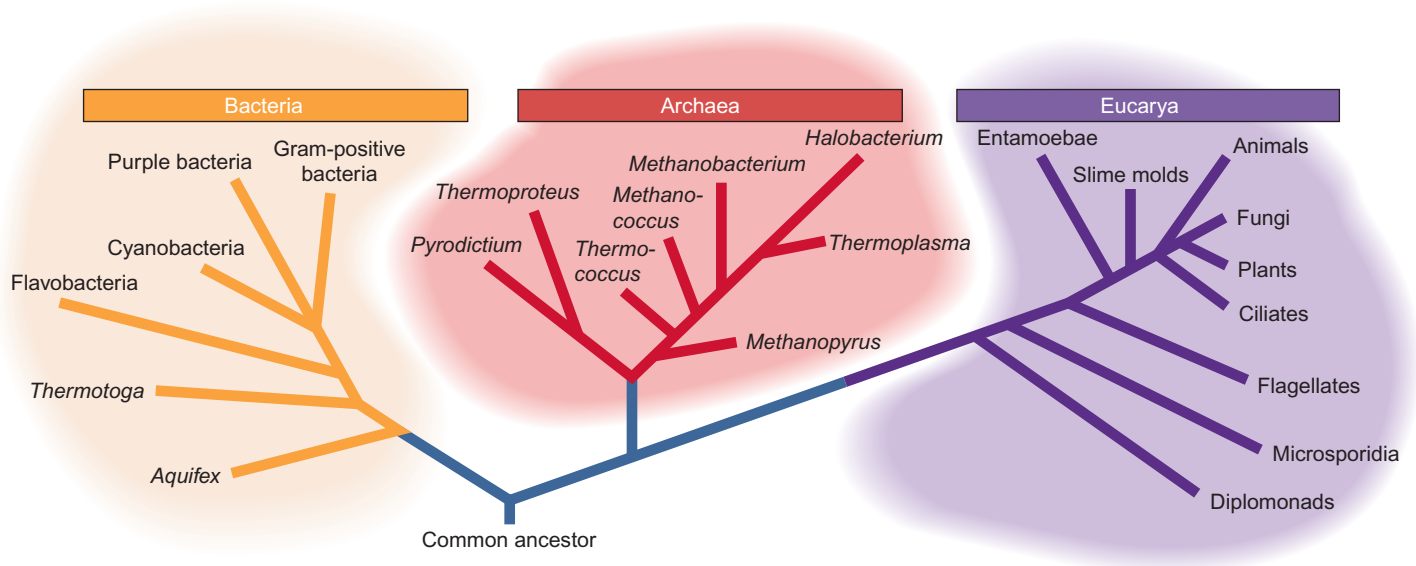 Bacteria
Archaea
Eucarya
Purple bacteria
Gram-positive
bacteria
Cyanobacteria
Flavobacteria
Thermotoga
Aquifex
Halobacterium
Methanobacterium
Thermoproteus
Methano-
coccus
Pyrodictium
Thermo-
coccus
Thermoplasma
Methanopyrus
Entamoebae
Animals
Slime molds
Fungi
Plants
Ciliates
Flagellates
Microsporidia
Diplomonads
Common ancestor